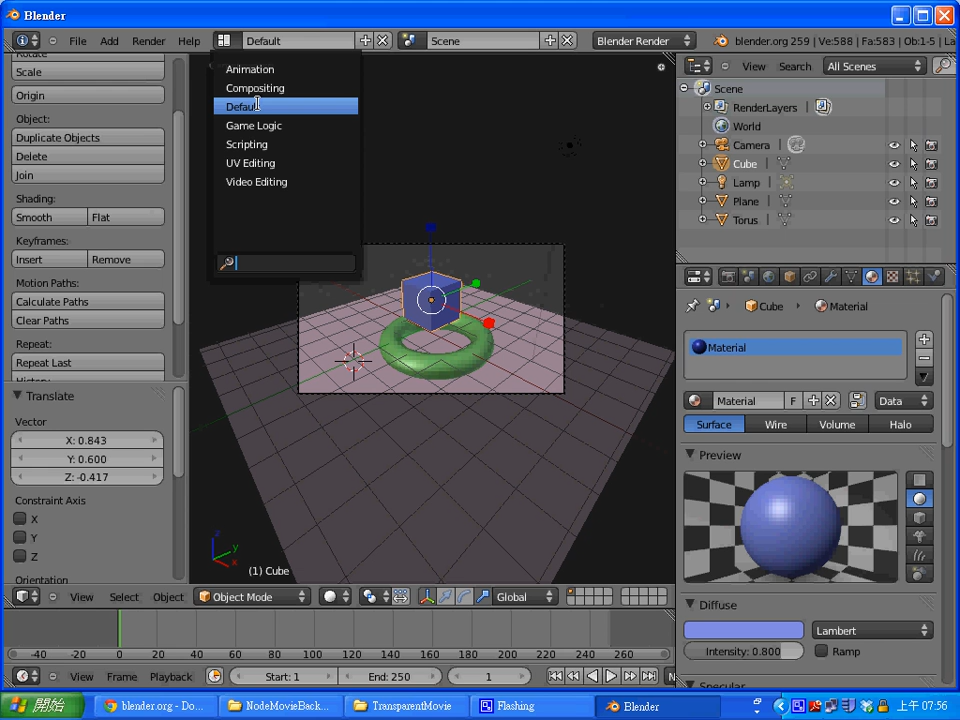 Blender
File Add Render Help Default Scene Blender Render blender.org 259 | Ve:588 | Fa:583 | Ob:1-5 | La
Animation
Compositing
Default
Game Logic
Scripting
UV Editing
Video Editing
Scale
Origin
Object:
Duplicate Objects
Delete
Join
Shading:
Smooth Flat
Keyframes:
Insert Remove
Motion Paths:
Calculate Paths
Clear Paths
Repeat:
Repeat Last
Translate
Vector
X: 0.843
Y: 0.600
Z: -0.417
Constraint Axis
X
Y
Z
Orientation
(1) Cube
View Select Object Object Mode Global
-40 -20 0 20 40 60 80 100 120 140 160 180 200 220 240 260
View Frame Playback Start: 1 End: 250 1
View Search All Scenes
Scene
RenderLayers
World
Camera
Cube
Lamp
Plane
Torus
Cube Material
Material
Material F Data
Surface Wire Volume Halo
Preview
Diffuse
Lambert
Intensity: 0.800 Ramp
Specular
開始 blender.org - Do... NodeMovieBack... TransparentMovie Flashing Blender 上午 07:56